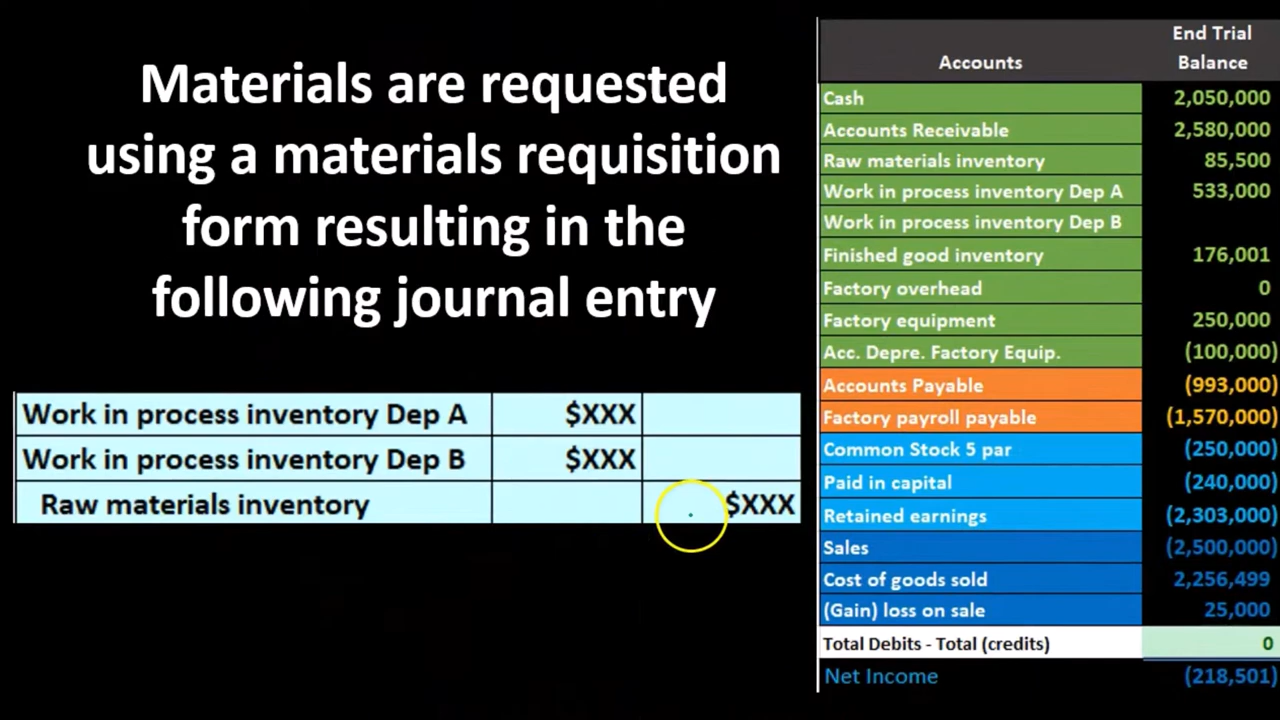 Materials are requested
using a materials requisition
form resulting in the
following journal entry
Work in process inventory Dep A $XXX
Work in process inventory Dep B $XXX
Raw materials inventory $XXX
Accounts End Trial Balance
Cash 2,050,000
Accounts Receivable 2,580,000
Raw materials inventory 85,500
Work in process inventory Dep A 533,000
Work in process inventory Dep B
Finished good inventory 176,001
Factory overhead 0
Factory equipment 250,000
Acc. Depre. Factory Equip. (100,000)
Accounts Payable (993,000)
Factory payroll payable (1,570,000)
Common Stock 5 par (250,000)
Paid in capital (240,000)
Retained earnings (2,303,000)
Sales (2,500,000)
Cost of goods sold 2,256,499
(Gain) loss on sale 25,000
Total Debits - Total (credits) 0
Net Income (218,501)